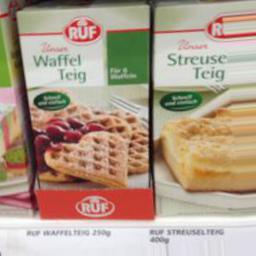 RUF
Unser
Waffel
Teig
Für 6
Waffeln
Schnell
und einfach
RUF
RUF WAFFELTEIG 250g
RUF
Unser
Streuse
Teig
Schnell
und einfach
RUF STREUSELTEIG
400g